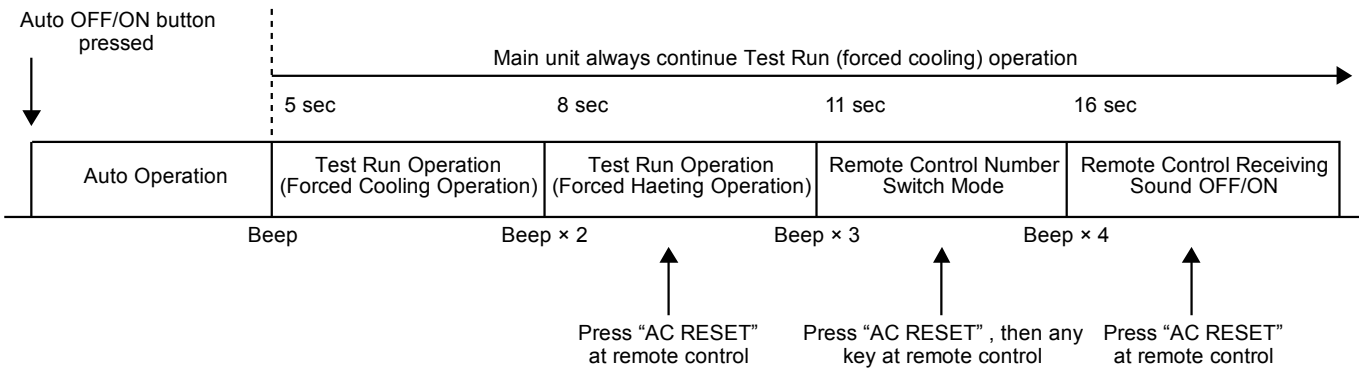 Auto OFF/ON button
pressed
Main unit always continue Test Run (forced cooling) operation
5 sec
8 sec
11 sec
16 sec
Auto Operation
Test Run Operation
(Forced Cooling Operation)
Test Run Operation
(Forced Haeting Operation)
Remote Control Number
Switch Mode
Remote Control Receiving
Sound OFF/ON
Beep
Beep × 2
Beep × 3
Beep × 4
Press “AC RESET”
at remote control
Press “AC RESET” , then any
key at remote control
Press “AC RESET”
at remote control